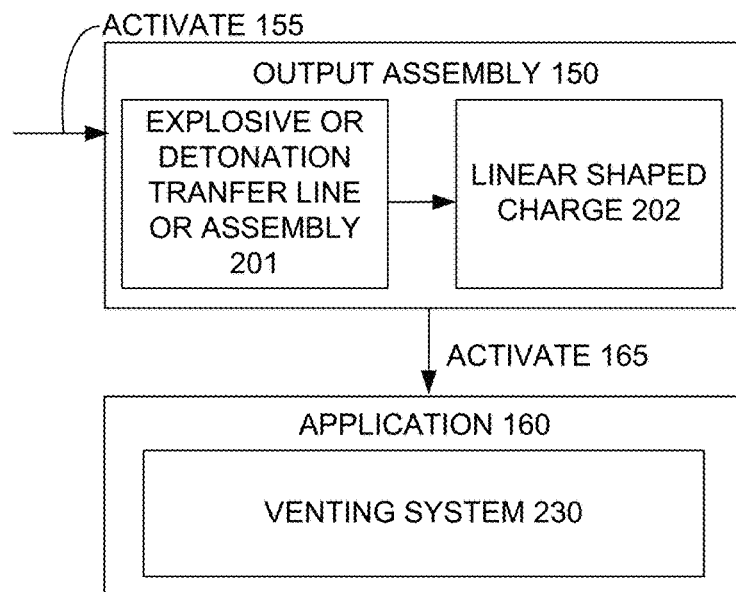 ACTIVATE 155
OUTPUT ASSEMBLY 150
EXPLOSIVE OR
DETONATION
TRANFER LINE
OR ASSEMBLY
201
LINEAR SHAPED
CHARGE 202
ACTIVATE 165
APPLICATION 160
VENTING SYSTEM 230